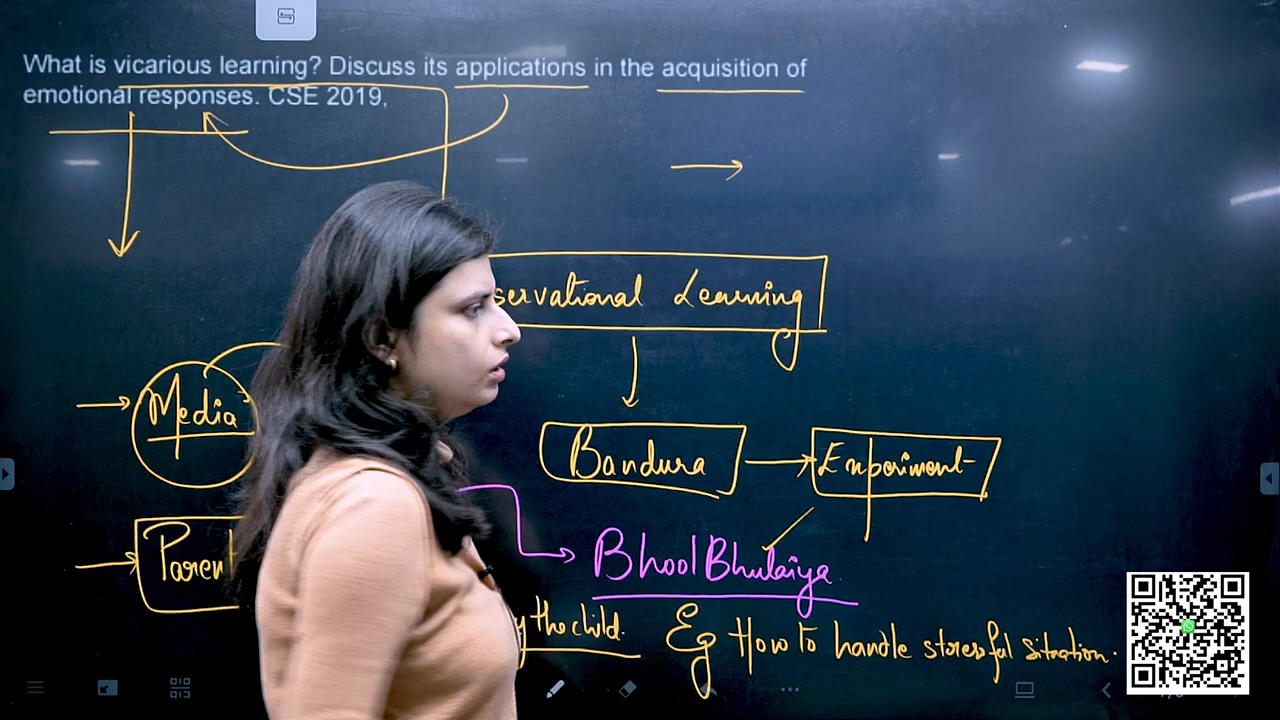 What is vicarious learning? Discuss its applications in the acquisition of
emotional responses. CSE 2019,
servational Learning
Media
Bandura
Experiment
Parent
Bhool Bhulaiya
y the child.
Eg How to handle stressful situation.